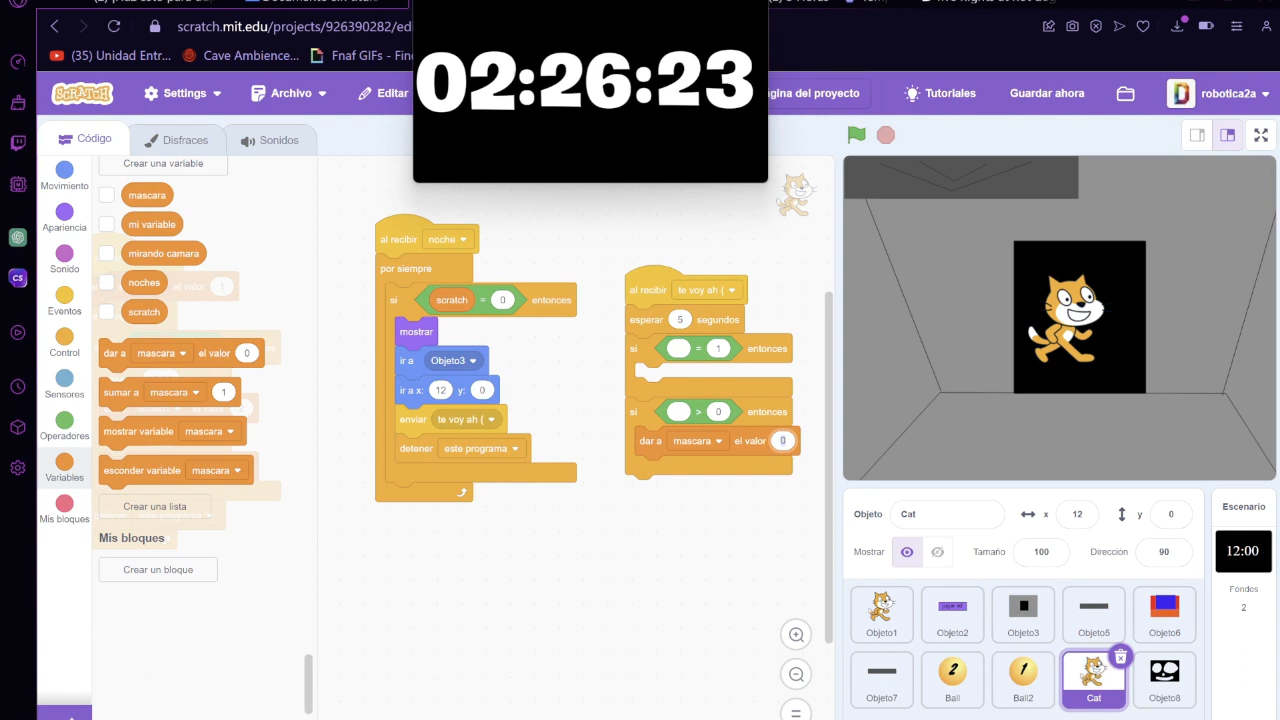 02:26:23
scratch.mit.edu/projects/926390282/ed
(35) Unidad Entr...
Cave Ambience...
Fnaf GIFs - Fin
SCRATCH
Settings
Archivo
Editar
gina del proyecto
Tutoriales
Guardar ahora
robotica2a
Código
Disfraces
Sonidos
Movimiento
Apariencia
Sonido
Eventos
Control
Sensores
Operadores
Variables
Mis bloques
Crear una variable
mascara
mi variable
mirando camara
noches
scratch
dar a mascara el valor 0
sumar a mascara 1
mostrar variable mascara
esconder variable mascara
Crear una lista
Mis bloques
Crear un bloque
al recibir noche
por siempre
si scratch = 0 entonces
mostrar
ir a Objeto3
ir a x: 12 y: 0
enviar te voy ah (
detener este programa
al recibir te voy ah (
esperar 5 segundos
si = 1 entonces
si > 0 entonces
dar a mascara el valor 0
Objeto Cat x 12 y 0
Mostrar Tamaño 100 Dirección 90
Objeto1
Objeto2
Objeto3
Objeto5
Objeto6
Objeto7
2
Ball
1
Ball2
Cat
Objeto8
Escenario
12:00
Fondos
2